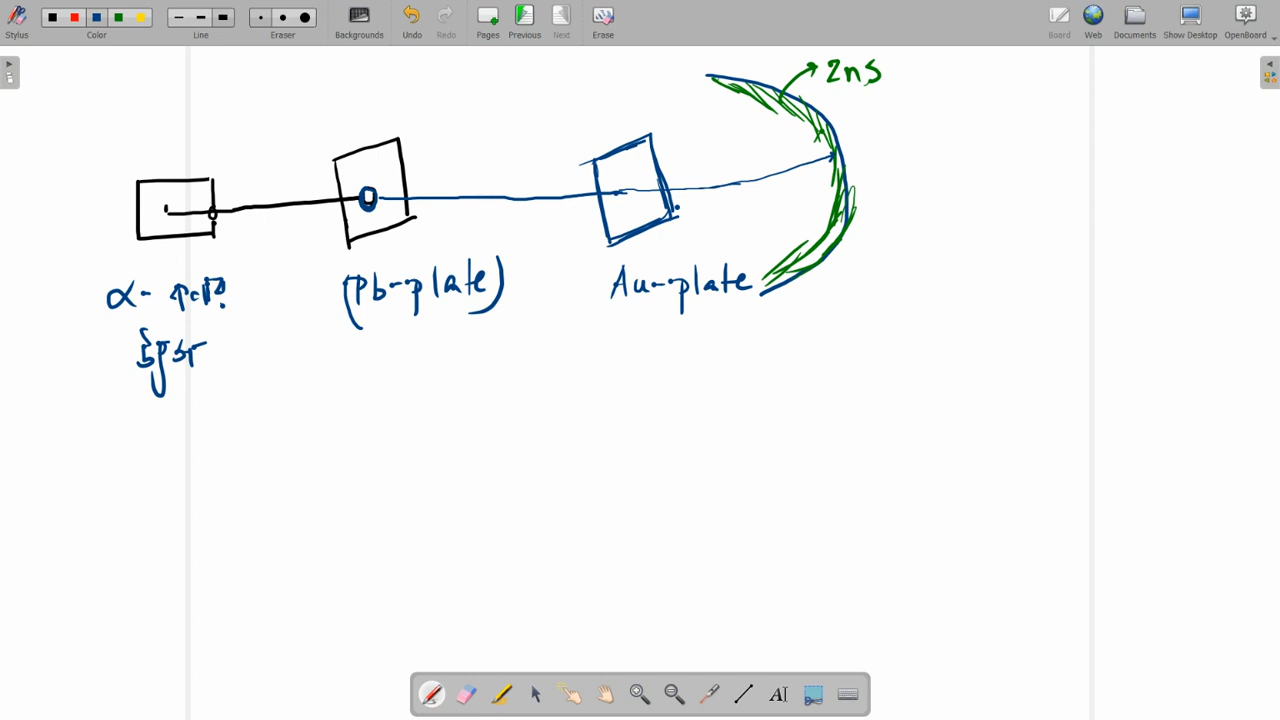 Stylus
Color
Line
Eraser
Backgrounds
Undo
Redo
Pages
Previous
Next
Erase
Board
Web
Documents
Show Desktop
OpenBoard
2nS
α-
(Pb-plate)
Au-plate